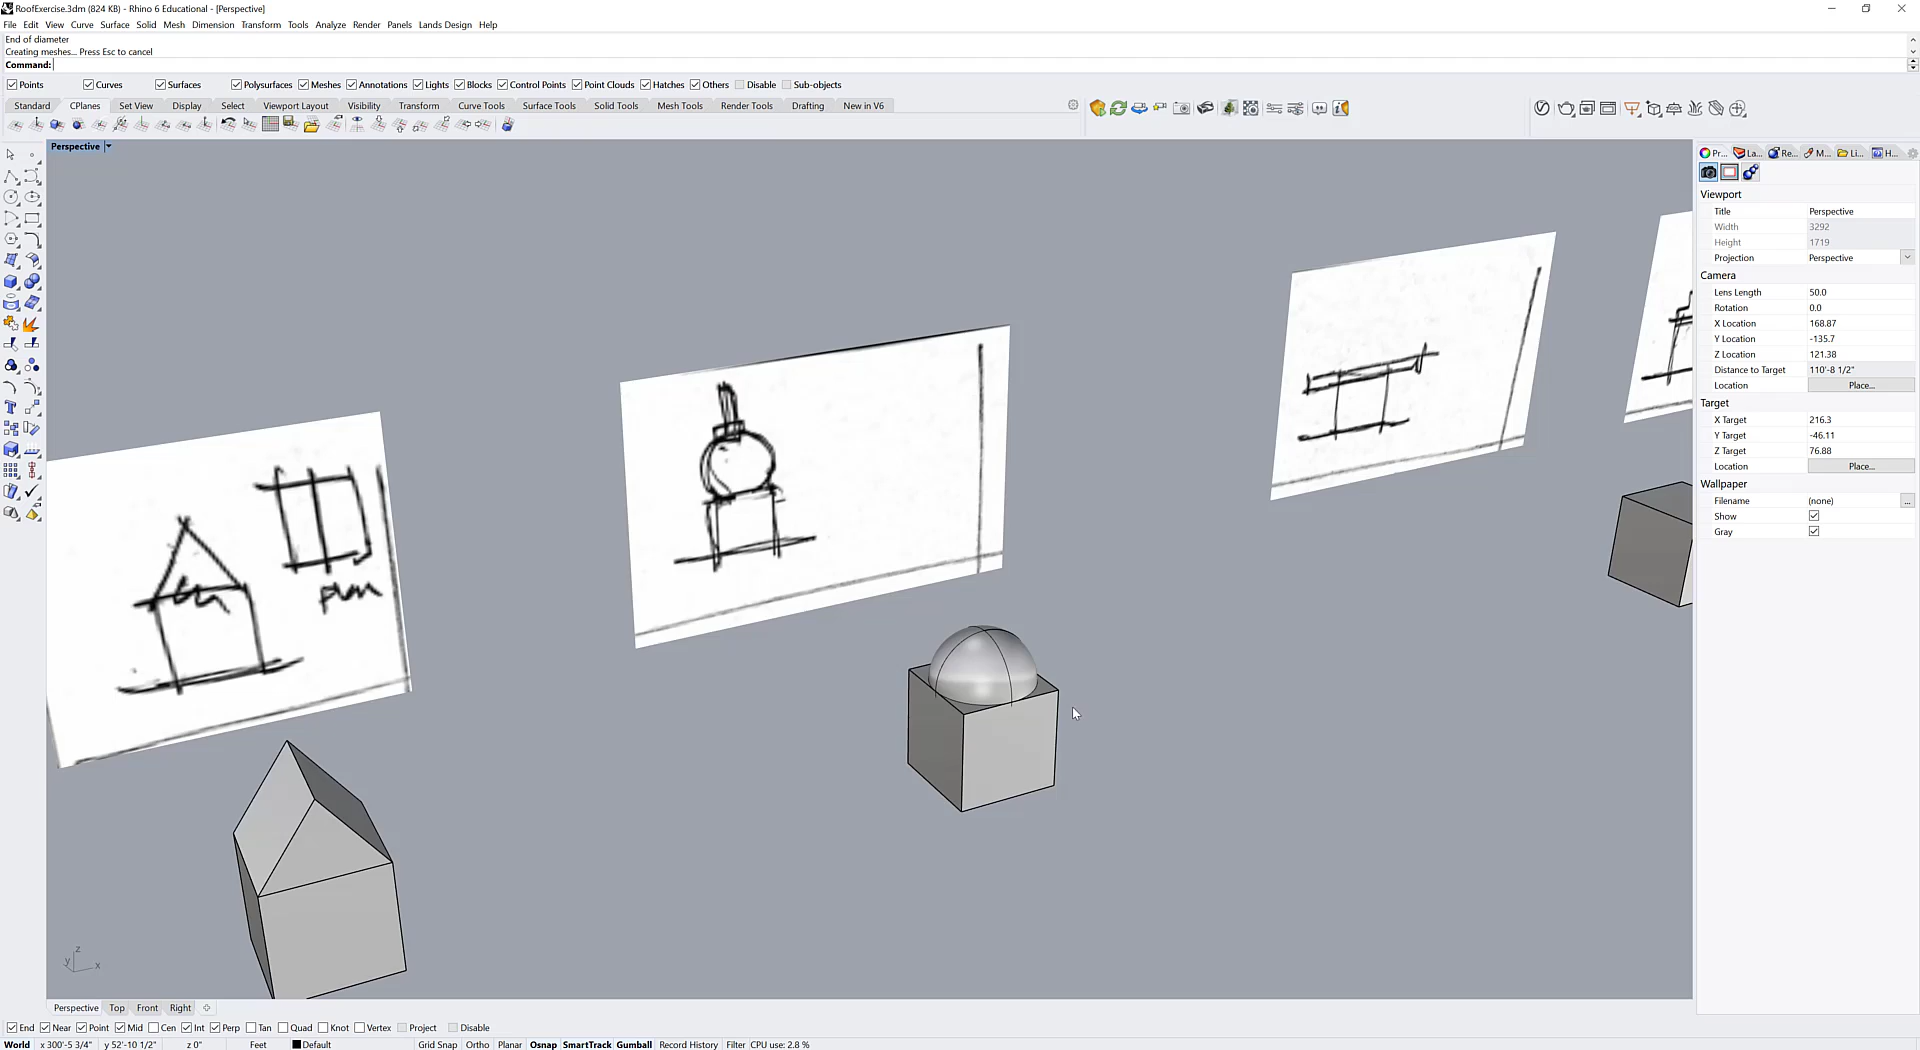 RoofExercise.3dm (824 KB) - Rhino 6 Educational - [Perspective]
File Edit View Curve Surface Solid Mesh Dimension Transform Tools Analyze Render Panels Lands Design Help
End of diameter
Creating meshes... Press Esc to cancel
Command:
Points Curves Surfaces Polysurfaces Meshes Annotations Lights Blocks Control Points Point Clouds Hatches Others Disable Sub-objects
Standard CPlanes Set View Display Select Viewport Layout Visibility Transform Curve Tools Surface Tools Solid Tools Mesh Tools Render Tools Drafting New in V6
Perspective
Pr... La... Re... M... Li... H...
Viewport
Title Perspective
Width 3292
Height 1719
Projection Perspective
Camera
Lens Length 50.0
Rotation 0.0
X Location 168.87
Y Location -135.7
Z Location 121.38
Distance to Target 110'-8 1/2"
Location Place...
Target
X Target 216.3
Y Target -46.11
Z Target 76.88
Location Place...
Wallpaper
Filename (none) ...
Show
Gray
plan
z
y x
Perspective Top Front Right
End Near Point Mid Cen Int Perp Tan Quad Knot Vertex Project Disable
World x 300'-5 3/4" y 52'-10 1/2" z 0" Feet Default Grid Snap Ortho Planar Osnap SmartTrack Gumball Record History Filter CPU use: 2.8 %